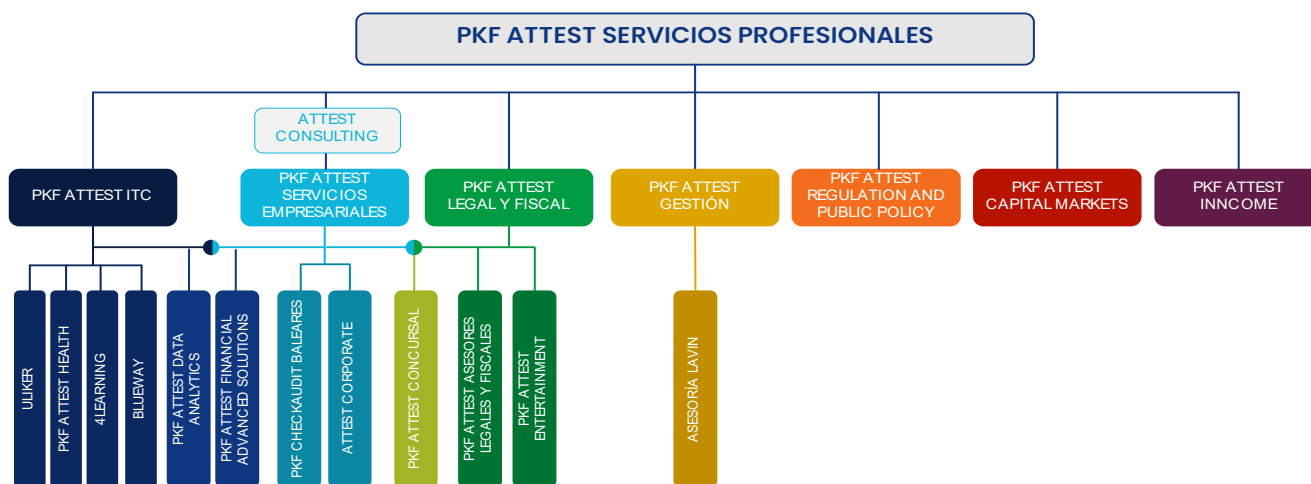 PKF ATTEST SERVICIOS PROFESIONALES
ATTEST
CONSULTING
PKF ATTEST ITC
PKF ATTEST
SERVICIOS
EMPRESARIALES
PKF ATTEST
LEGAL Y FISCAL
PKF ATTEST
GESTIÓN
PKF ATTEST
REGULATION AND
PUBLIC POLICY
PKF ATTEST
CAPITAL MARKETS
PKF ATTEST
INNCOME
ULIKER
PKF ATTEST HEALTH
4LEARNING
BLUEWAY
PKF ATTEST DATA
ANALYTICS
PKF ATTEST FINANCIAL
ADVANCED SOLUTIONS
PKF CHECKAUDIT BALEARES
ATTEST CORPORATE
PKF ATTEST CONCURSAL
PKF ATTEST ASESORES
LEGALES Y FISCALES
PKF ATTEST
ENTERTAINMENT
ASESORÍA LAVIN